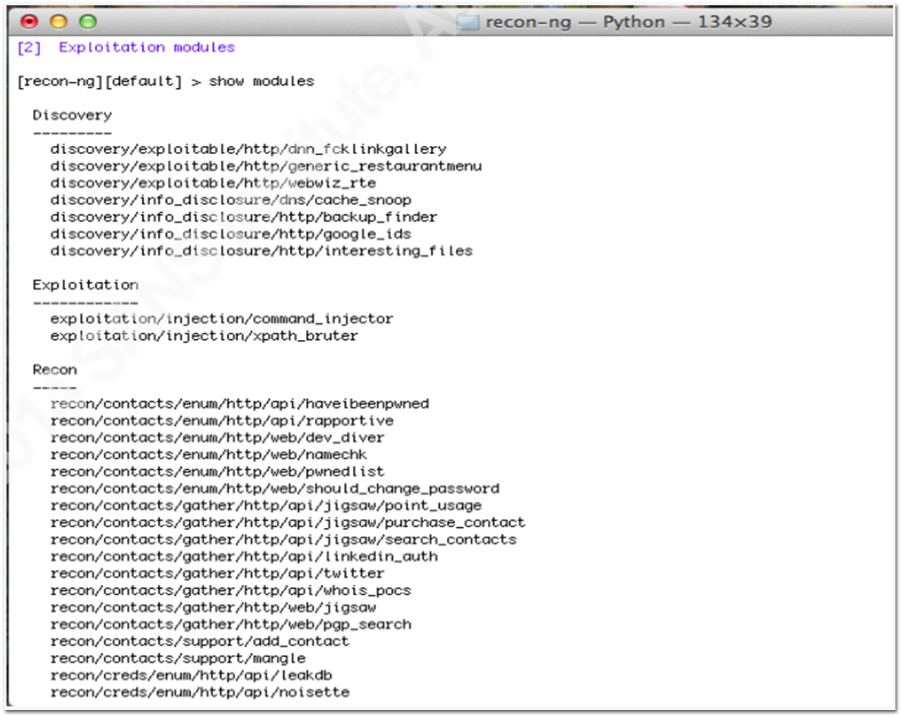 recon-ng — Python — 134×39
[2] Exploitation modules
[recon-ng][default] > show modules
Discovery
---------
discovery/exploitable/http/dnn_fcklinkgallery
discovery/exploitable/http/generic_restaurantmenu
discovery/exploitable/http/webwiz_rte
discovery/info_disclosure/dns/cache_snoop
discovery/info_disclosure/http/backup_finder
discovery/info_disclosure/http/google_ids
discovery/info_disclosure/http/interesting_files
Exploitation
------------
exploitation/injection/command_injector
exploitation/injection/xpath_bruter
Recon
-----
recon/contacts/enum/http/api/haveibeenpwned
recon/contacts/enum/http/api/rapportive
recon/contacts/enum/http/web/dev_diver
recon/contacts/enum/http/web/namechk
recon/contacts/enum/http/web/pwnedlist
recon/contacts/enum/http/web/should_change_password
recon/contacts/gather/http/api/jigsaw/point_usage
recon/contacts/gather/http/api/jigsaw/purchase_contact
recon/contacts/gather/http/api/jigsaw/search_contacts
recon/contacts/gather/http/api/linkedin_auth
recon/contacts/gather/http/api/twitter
recon/contacts/gather/http/api/whois_pocs
recon/contacts/gather/http/web/jigsaw
recon/contacts/gather/http/web/pgp_search
recon/contacts/support/add_contact
recon/contacts/support/mangle
recon/creds/enum/http/api/leakdb
recon/creds/enum/http/api/noisette